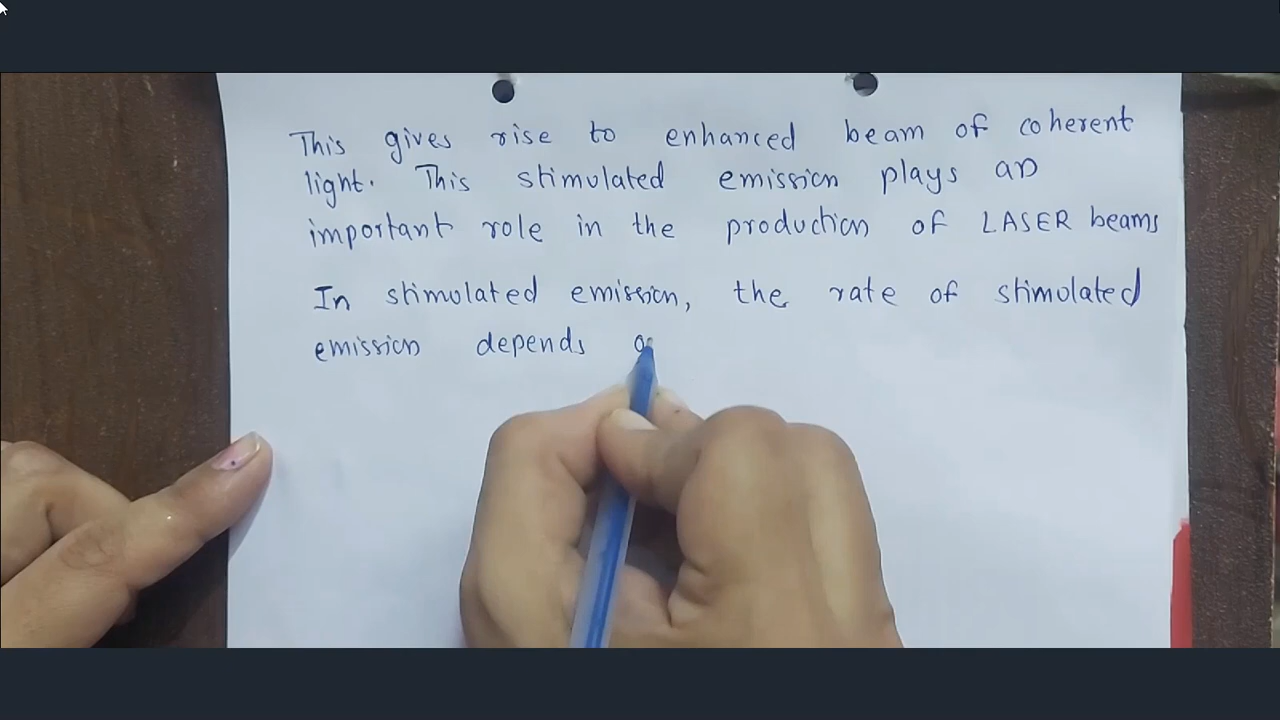 This gives rise to enhanced beam of coherent
light. This stimulated emission plays an
important role in the production of LASER beams
In stimulated emission, the rate of stimulated
emission depends